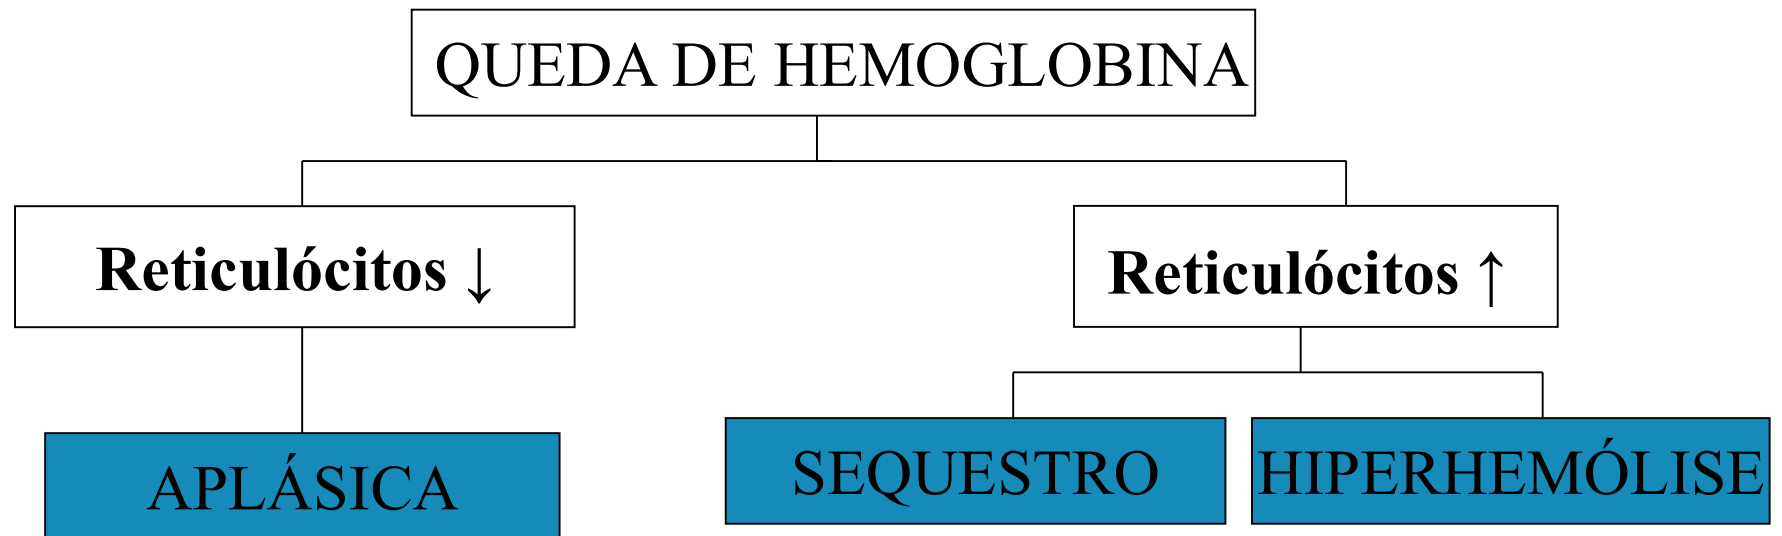 QUEDA DE HEMOGLOBINA
Reticulócitos ↓
Reticulócitos ↑
APLÁSICA
SEQUESTRO
HIPERHEMÓLISE